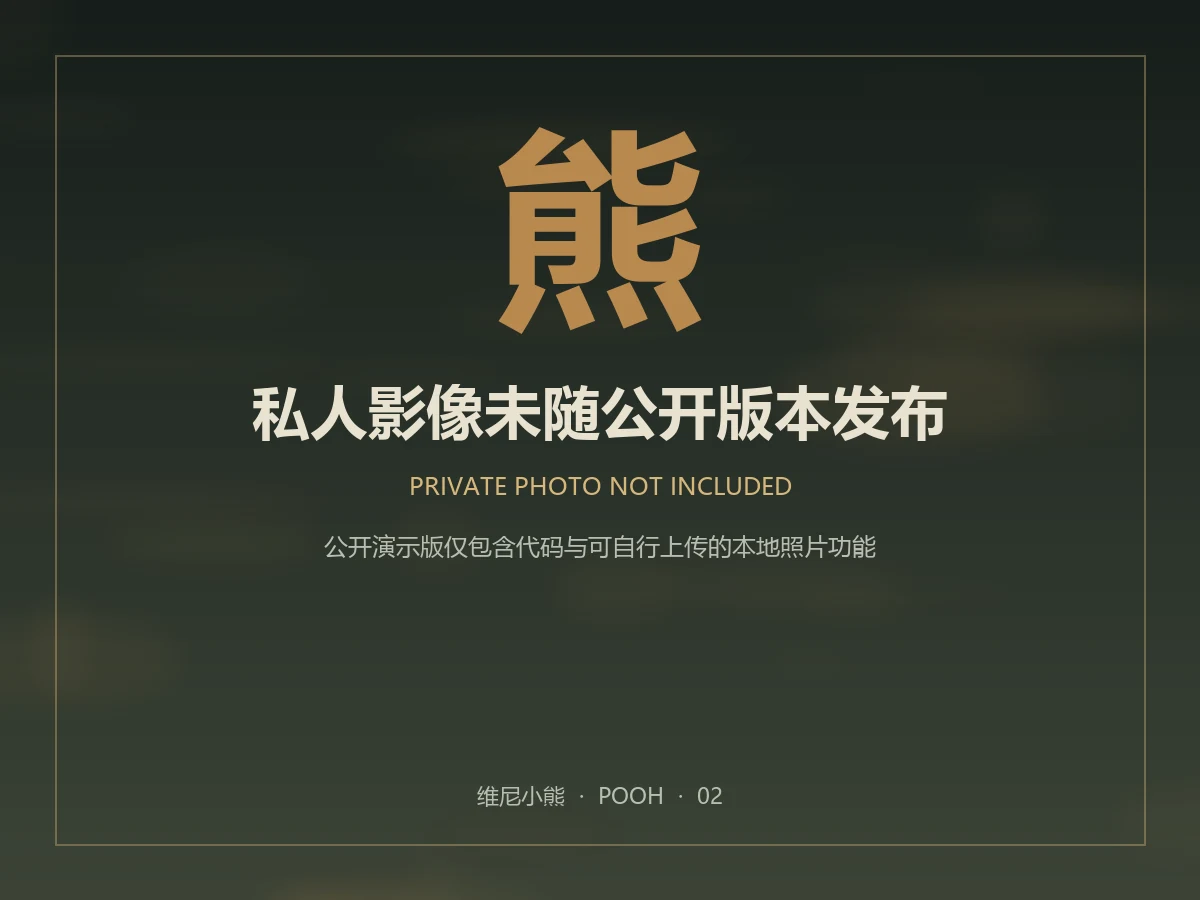 熊
私人影像未随公开版本发布
PRIVATE PHOTO NOT INCLUDED
公开演示版仅包含代码与可自行上传的本地照片功能
维尼小熊 · POOH · 02